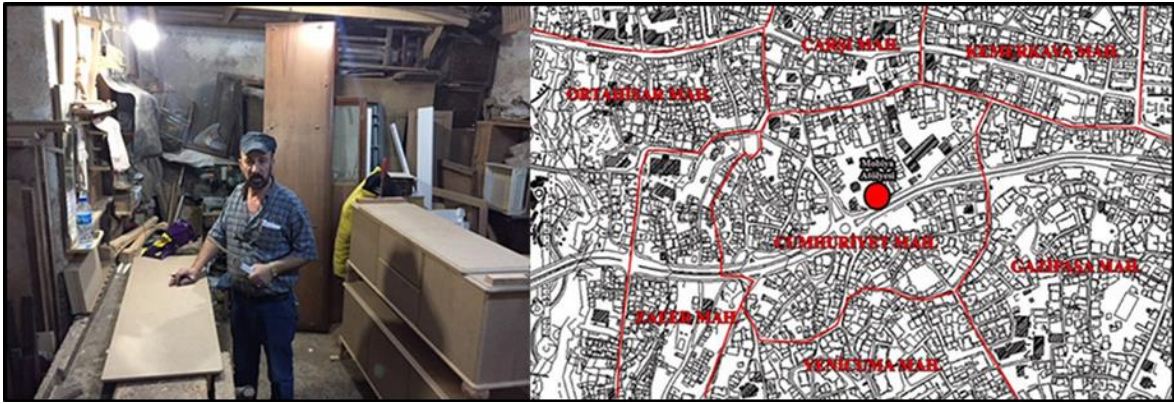 ÇARŞI MAH.
KEMERKAYA MAH.
ORTAHİSAR MAH.
Mobilya
Atölyesi
CUMHURİYET MAH.
GAZİPAŞA MAH.
ZAFER MAH.
YENİCUMA MAH.